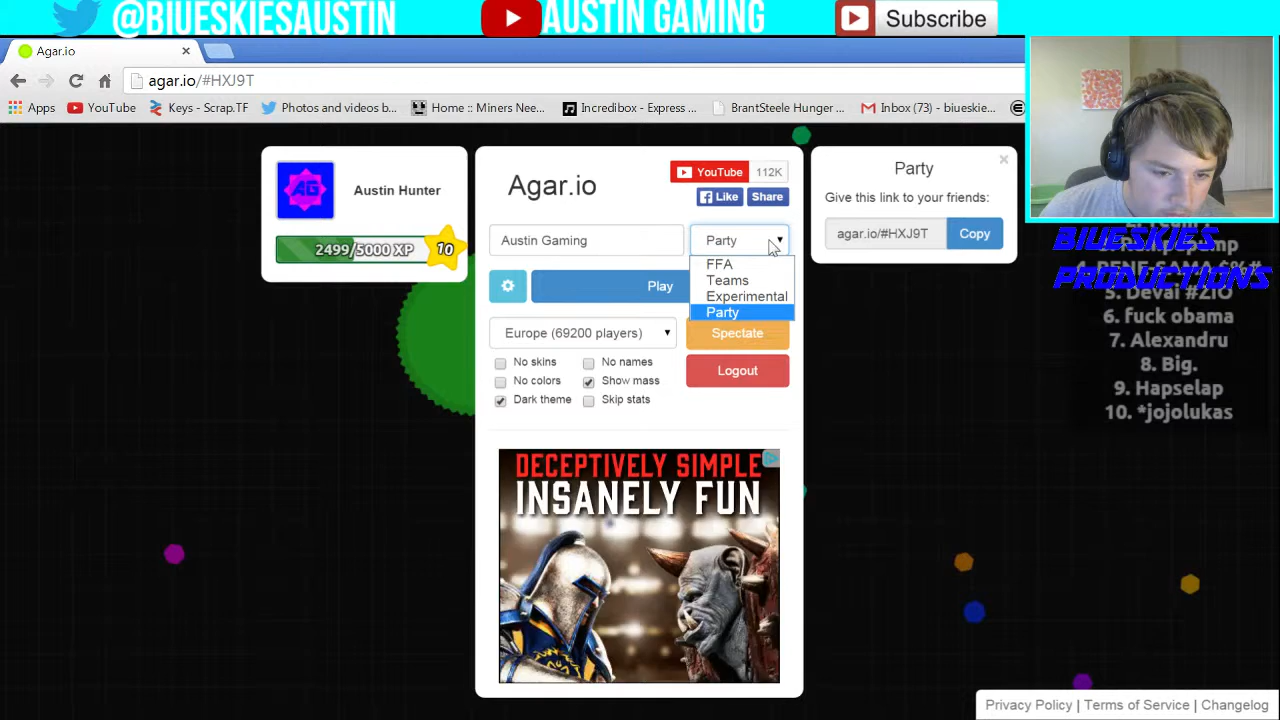 @BlUESKIESAUSTIN
AUSTIN GAMING
Subscribe
Agar.io
agar.io/#HXJ9T
Apps
YouTube
Keys - Scrap.TF
Photos and videos b...
Home :: Miners Nee...
Incredibox - Express ...
BrantSteele Hunger ...
Inbox (73) - blueskie...
AG
Austin Hunter
2499/5000 XP
10
Agar.io
YouTube
112K
Like
Share
Austin Gaming
Party
FFA
Teams
Experimental
Party
Play
Europe (69200 players)
Spectate
No skins
No names
No colors
Show mass
Logout
Dark theme
Skip stats
DECEPTIVELY SIMPLE
INSANELY FUN
Party
Give this link to your friends:
agar.io/#HXJ9T
Copy
BlUESKIES
PRODUCTIONS
5. Deval #ZIO
6. fuck obama
7. Alexandru
8. Big.
9. Hapselap
10. *jojolukas
Privacy Policy | Terms of Service | Changelog